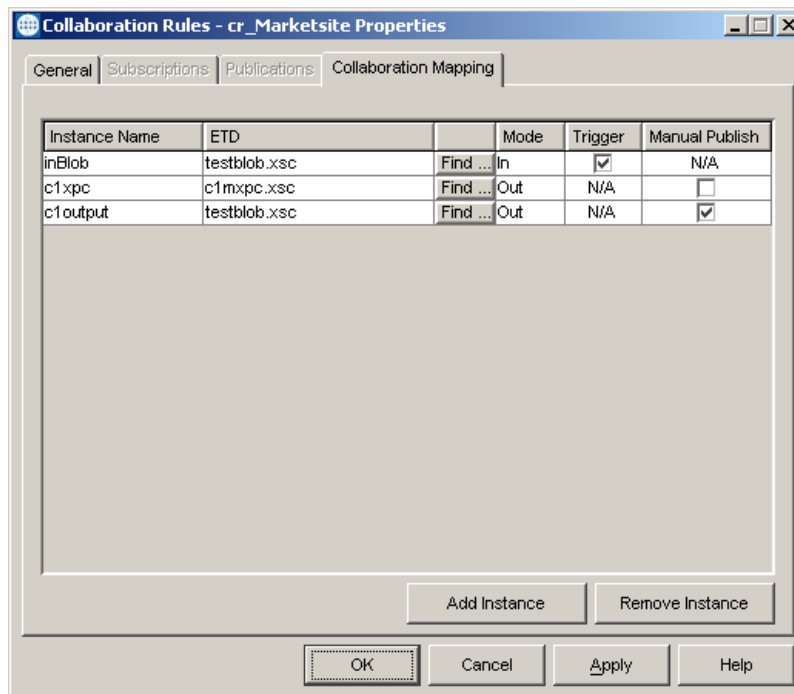 Collaboration Rules - cr_Marketsite Properties
General Subscriptions Publications Collaboration Mapping
Instance Name ETD Mode Trigger Manual Publish
inBlob testblob.xsc Find ... In N/A
c1xpc c1mxpc.xsc Find ... Out N/A
c1output testblob.xsc Find ... Out N/A
Add Instance Remove Instance
OK Cancel Apply Help